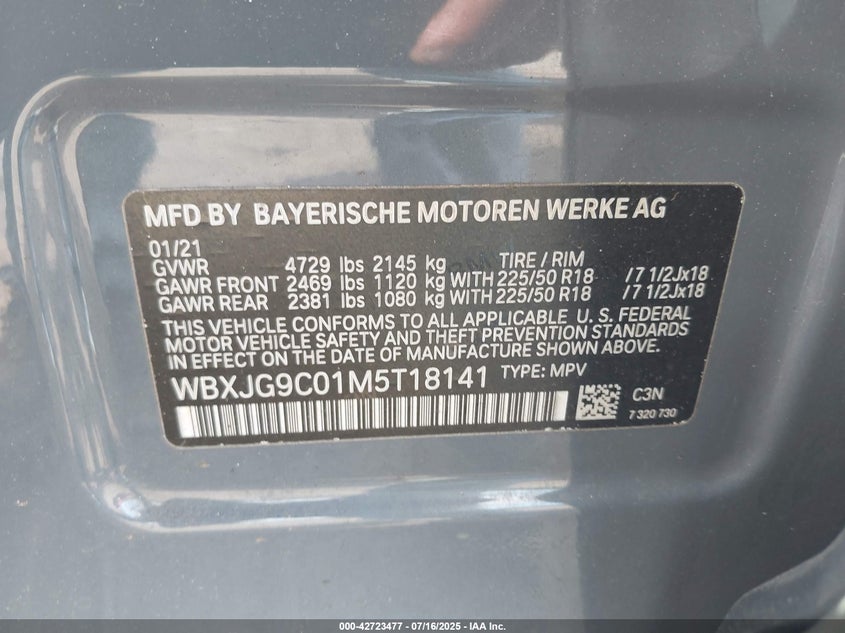 MFD BY BAYERISCHE MOTOREN WERKE AG
01/21
GVWR 4729 lbs 2145 kg TIRE / RIM
GAWR FRONT 2469 lbs 1120 kg WITH 225/50 R18 /7 1/2Jx18
GAWR REAR 2381 lbs 1080 kg WITH 225/50 R18 /7 1/2Jx18
THIS VEHICLE CONFORMS TO ALL APPLICABLE U. S. FEDERAL
MOTOR VEHICLE SAFETY AND THEFT PREVENTION STANDARDS
IN EFFECT ON THE DATE OF MANUFACTURE SHOWN ABOVE.
WBXJG9C01M5T18141 TYPE: MPV
C3N
7 320 730
000-42723477 - 07/16/2025 - IAA Inc.